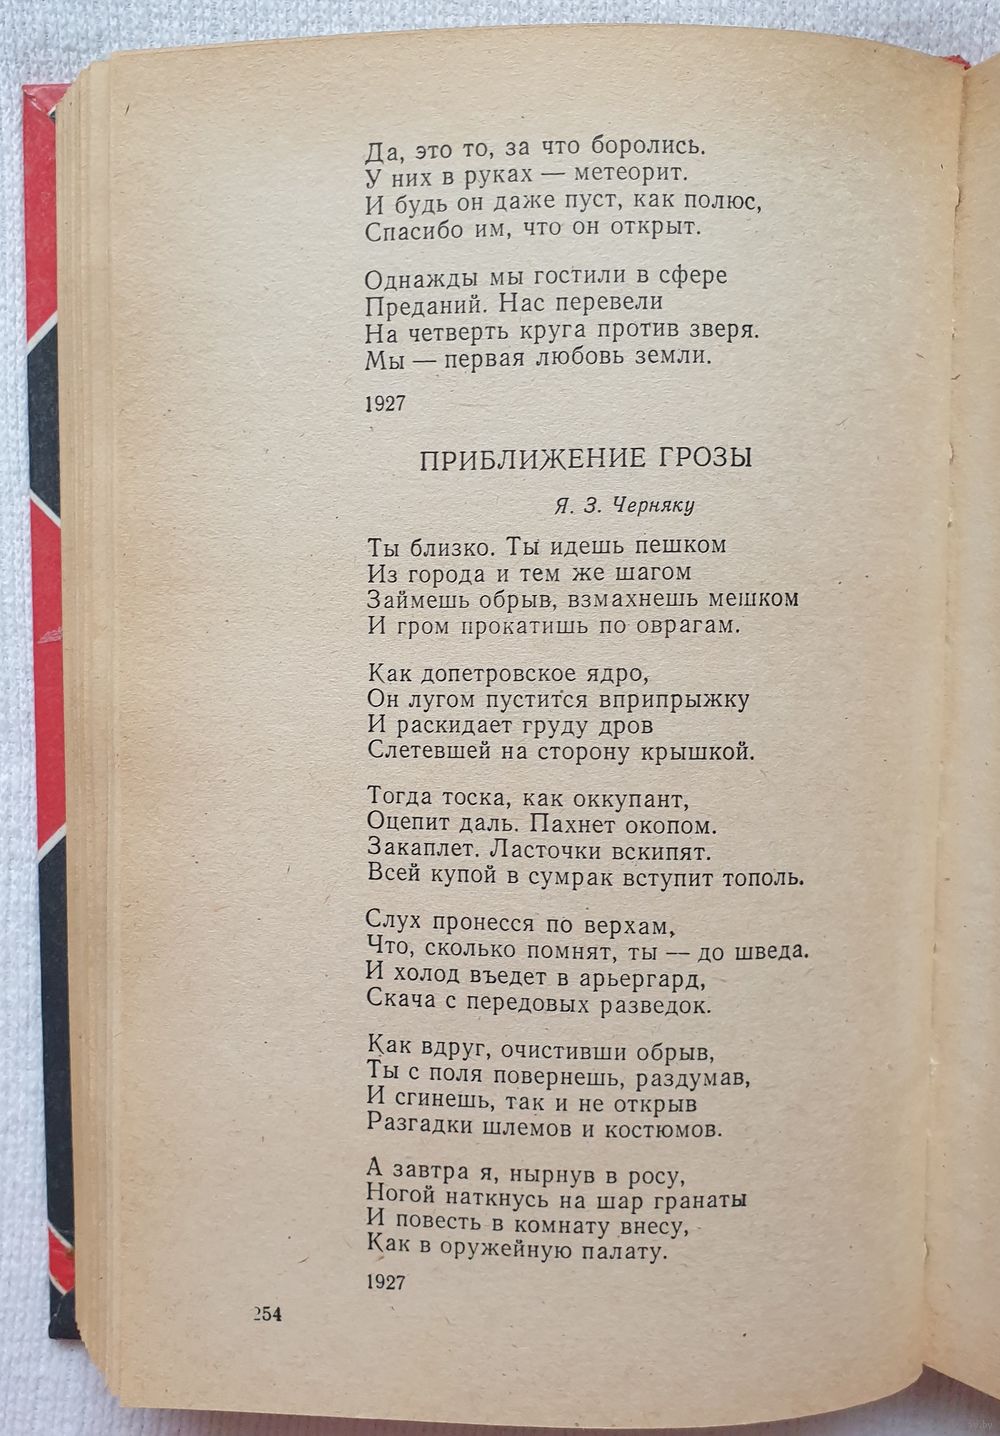 Да, это то, за что боролись.
У них в руках — метеорит.
И будь он даже пуст, как полюс,
Спасибо им, что он открыт.
Однажды мы гостили в сфере
Преданий. Нас перевели
На четверть круга против зверя.
Мы — первая любовь земли.
1927
ПРИБЛИЖЕНИЕ ГРОЗЫ
Я. З. Черняку
Ты близко. Ты идешь пешком
Из города и тем же шагом
Займешь обрыв, взмахнешь мешком
И гром прокатишь по оврагам.
Как допетровское ядро,
Он лугом пустится вприпрыжку
И раскидает груду дров
Слетевшей на сторону крышкой.
Тогда тоска, как оккупант,
Оцепит даль. Пахнет окопом.
Закаплет. Ласточки вскипят.
Всей купой в сумрак вступит тополь.
Слух пронесся по верхам,
Что, сколько помнят, ты — до шведа.
И холод въедет в арьергард,
Скача с передовых разведок.
Как вдруг, очистивши обрыв,
Ты с поля повернешь, раздумав,
И сгинешь, так и не открыв
Разгадки шлемов и костюмов.
А завтра я, нырнув в росу,
Ногой наткнусь на шар гранаты
И повесть в комнату внесу,
Как в оружейную палату.
1927
254